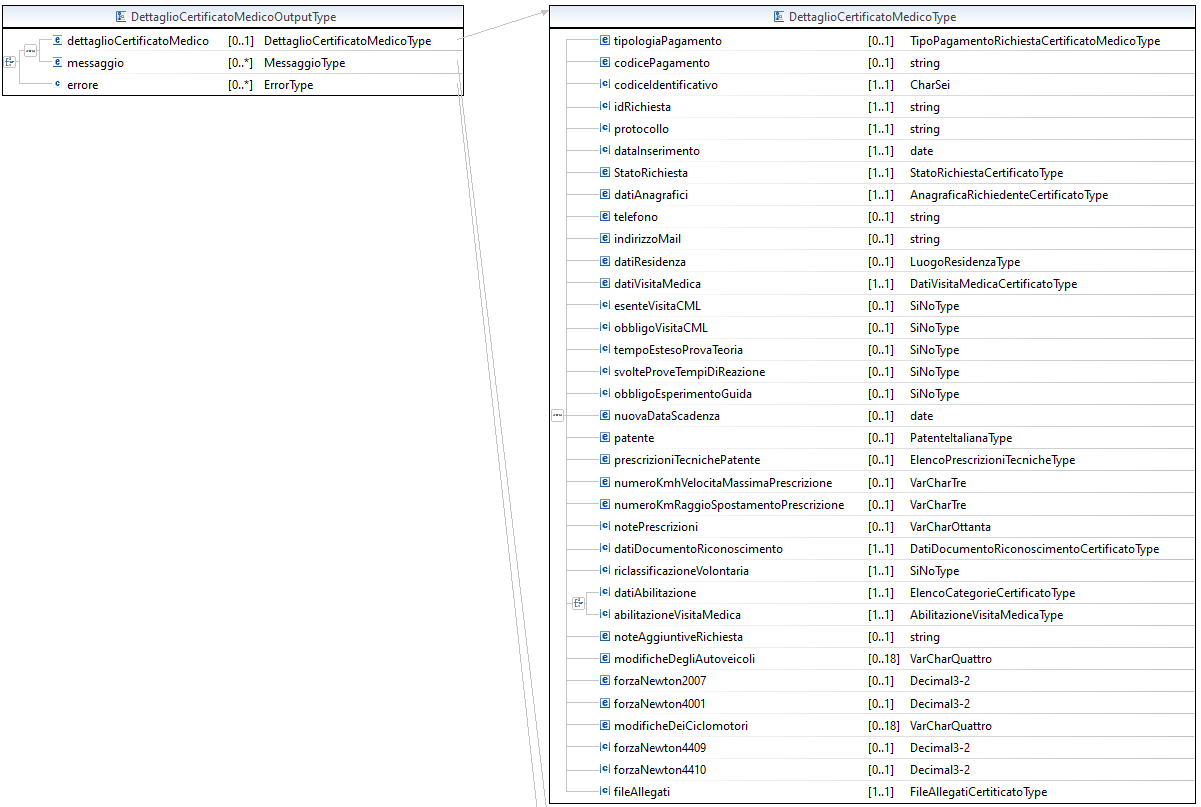 DettaglioCertificatoMedicoOutputType
dettaglioCertificatoMedico [0..1] DettaglioCertificatoMedicoType
messaggio [0..*] MessaggioType
errore [0..*] ErrorType
DettaglioCertificatoMedicoType
tipologiaPagamento [0..1] TipoPagamentoRichiestaCertificatoMedicoType
codicePagamento [0..1] string
codiceIdentificativo [1..1] CharSei
idRichiesta [1..1] string
protocollo [1..1] string
dataInserimento [1..1] date
StatoRichiesta [1..1] StatoRichiestaCertificatoType
datiAnagrafici [1..1] AnagraficaRichiedenteCertificatoType
telefono [0..1] string
indirizzoMail [0..1] string
datiResidenza [0..1] LuogoResidenzaType
datiVisitaMedica [1..1] DatiVisitaMedicaCertificatoType
esenteVisitaCML [0..1] SiNoType
obbligoVisitaCML [0..1] SiNoType
tempoEstesoProvaTeoria [0..1] SiNoType
svolteProveTempiDiReazione [0..1] SiNoType
obbligoEsperimentoGuida [0..1] SiNoType
nuovaDataScadenza [0..1] date
patente [0..1] PatenteItalianaType
prescrizioniTecnichePatente [0..1] ElencoPrescrizioniTecnicheType
numeroKmhVelocitaMassimaPrescrizione [0..1] VarCharTre
numeroKmRaggioSpostamentoPrescrizione [0..1] VarCharTre
notePrescrizioni [0..1] VarCharOttanta
datiDocumentoRiconoscimento [1..1] DatiDocumentoRiconoscimentoCertificatoType
riclassificazioneVolontaria [1..1] SiNoType
datiAbilitazione [1..1] ElencoCategorieCertificatoType
abilitazioneVisitaMedica [1..1] AbilitazioneVisitaMedicaType
noteAggiuntiveRichiesta [0..1] string
modificheDegliAutoveicoli [0..18] VarCharQuattro
forzaNewton2007 [0..1] Decimal3-2
forzaNewton4001 [0..1] Decimal3-2
modificheDeiCiclomotori [0..18] VarCharQuattro
forzaNewton4409 [0..1] Decimal3-2
forzaNewton4410 [0..1] Decimal3-2
fileAllegati [1..1] FileAllegatiCertiticatoType